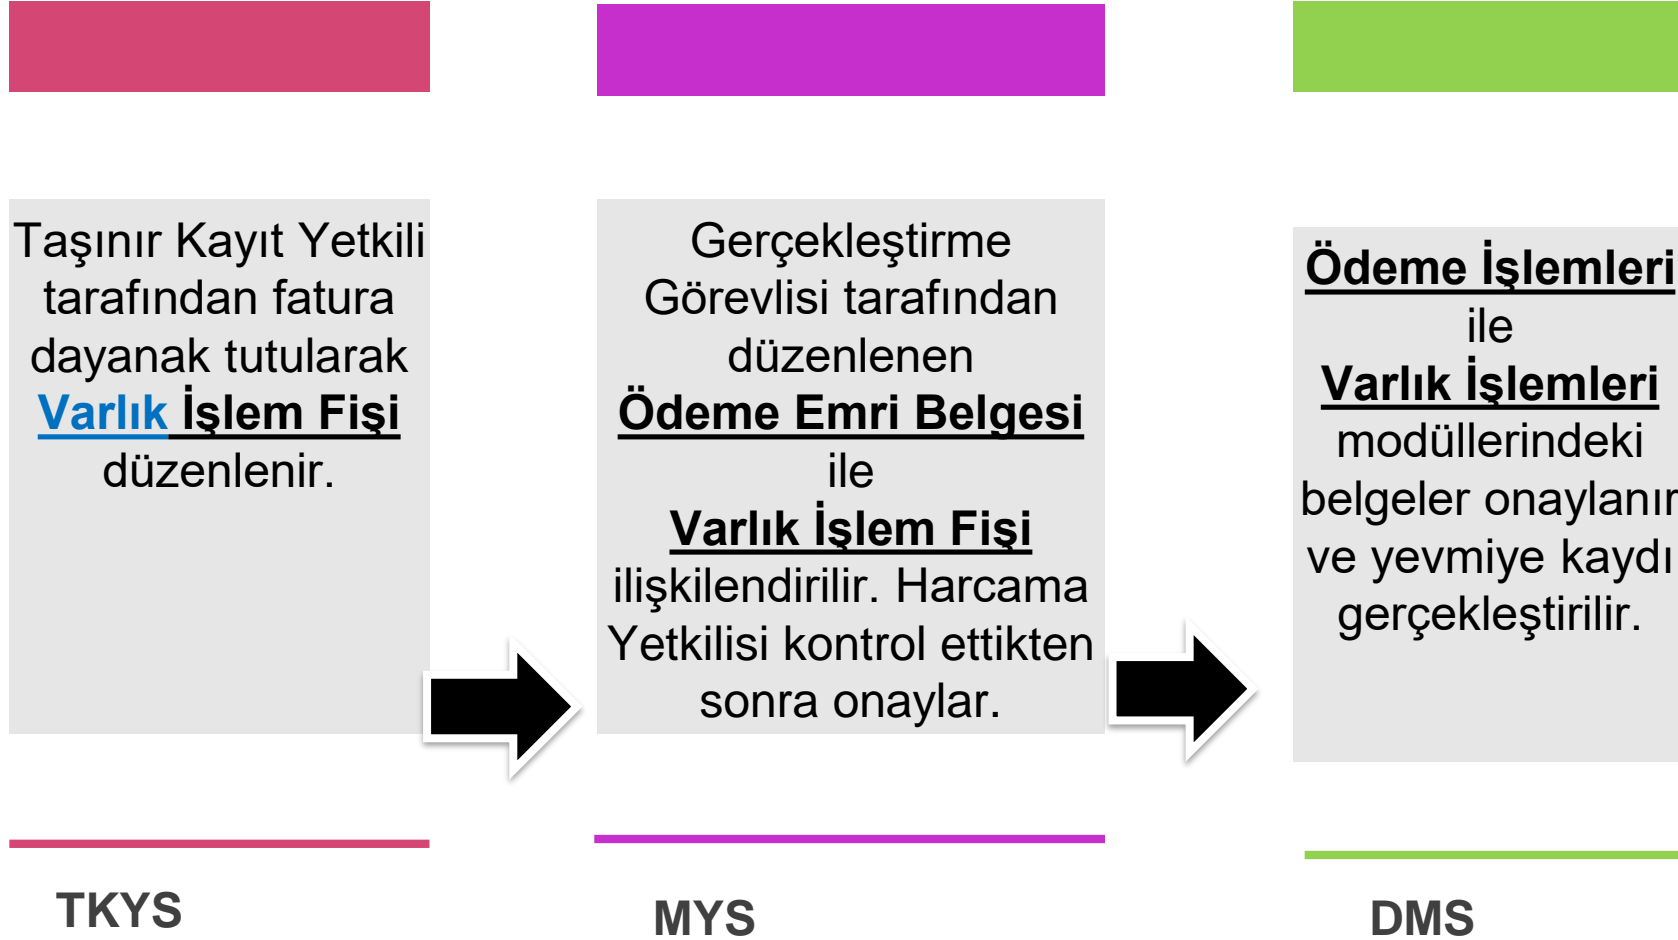 Taşınır Kayıt Yetkili
tarafından fatura
dayanak tutularak
Varlık İşlem Fişi
düzenlenir.
Gerçekleştirme
Görevlisi tarafından
düzenlenen
Ödeme Emri Belgesi
ile
Varlık İşlem Fişi
ilişkilendirilir. Harcama
Yetkilisi kontrol ettikten
sonra onaylar.
Ödeme İşlemleri
ile
Varlık İşlemleri
modüllerindeki
belgeler onaylanır
ve yevmiye kaydı
gerçekleştirilir.
TKYS
MYS
DMS